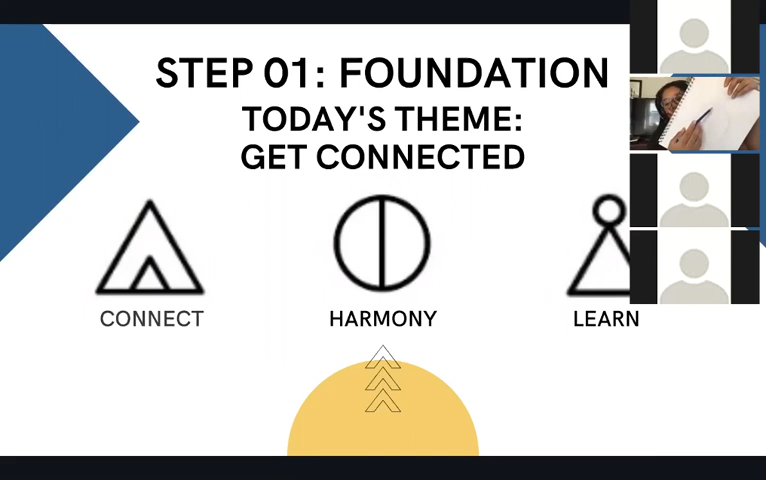 STEP 01: FOUNDATION
TODAY'S THEME:
GET CONNECTED
CONNECT
HARMONY
LEARN